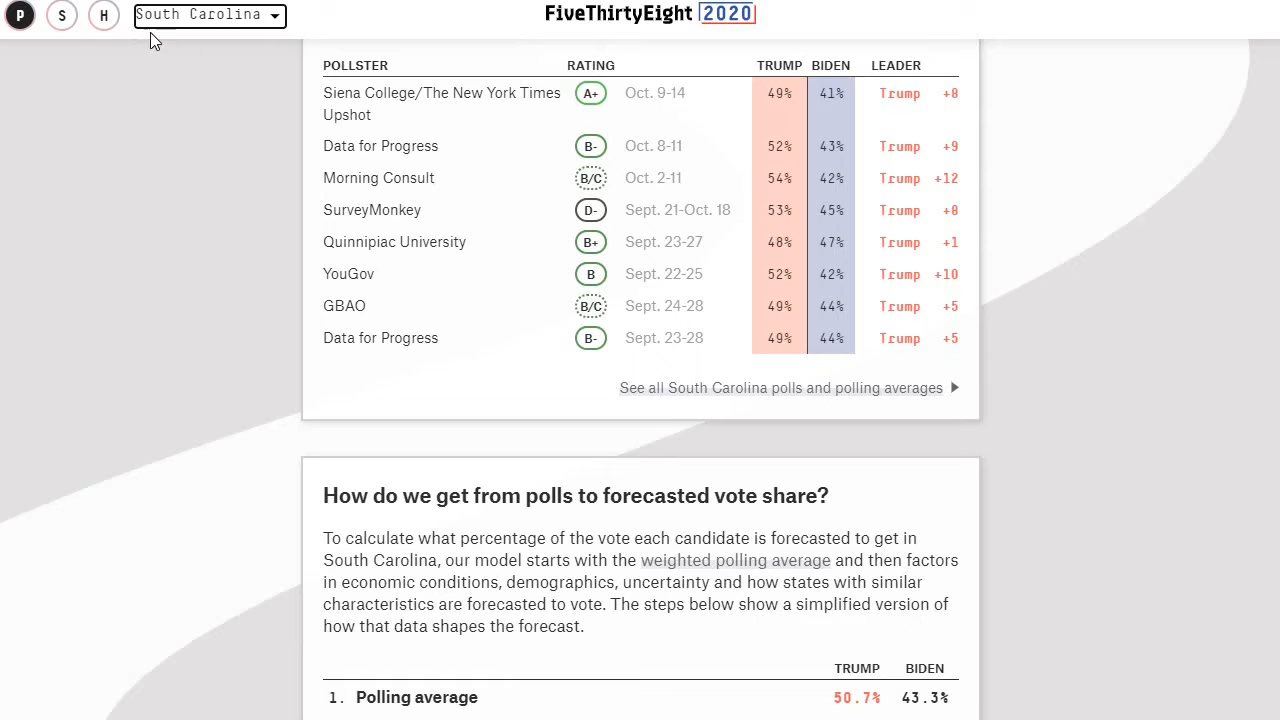 P S H South Carolina
FiveThirtyEight 2020
POLLSTER RATING TRUMP BIDEN LEADER
Siena College/The New York Times A+ Oct. 9-14 49% 41% Trump +8
Upshot
Data for Progress B- Oct. 8-11 52% 43% Trump +9
Morning Consult B/C Oct. 2-11 54% 42% Trump +12
SurveyMonkey D- Sept. 21-Oct. 18 53% 45% Trump +8
Quinnipiac University B+ Sept. 23-27 48% 47% Trump +1
YouGov B Sept. 22-25 52% 42% Trump +10
GBAO B/C Sept. 24-28 49% 44% Trump +5
Data for Progress B- Sept. 23-28 49% 44% Trump +5
See all South Carolina polls and polling averages
How do we get from polls to forecasted vote share?
To calculate what percentage of the vote each candidate is forecasted to get in
South Carolina, our model starts with the weighted polling average and then factors
in economic conditions, demographics, uncertainty and how states with similar
characteristics are forecasted to vote. The steps below show a simplified version of
how that data shapes the forecast.
TRUMP BIDEN
1. Polling average 50.7% 43.3%